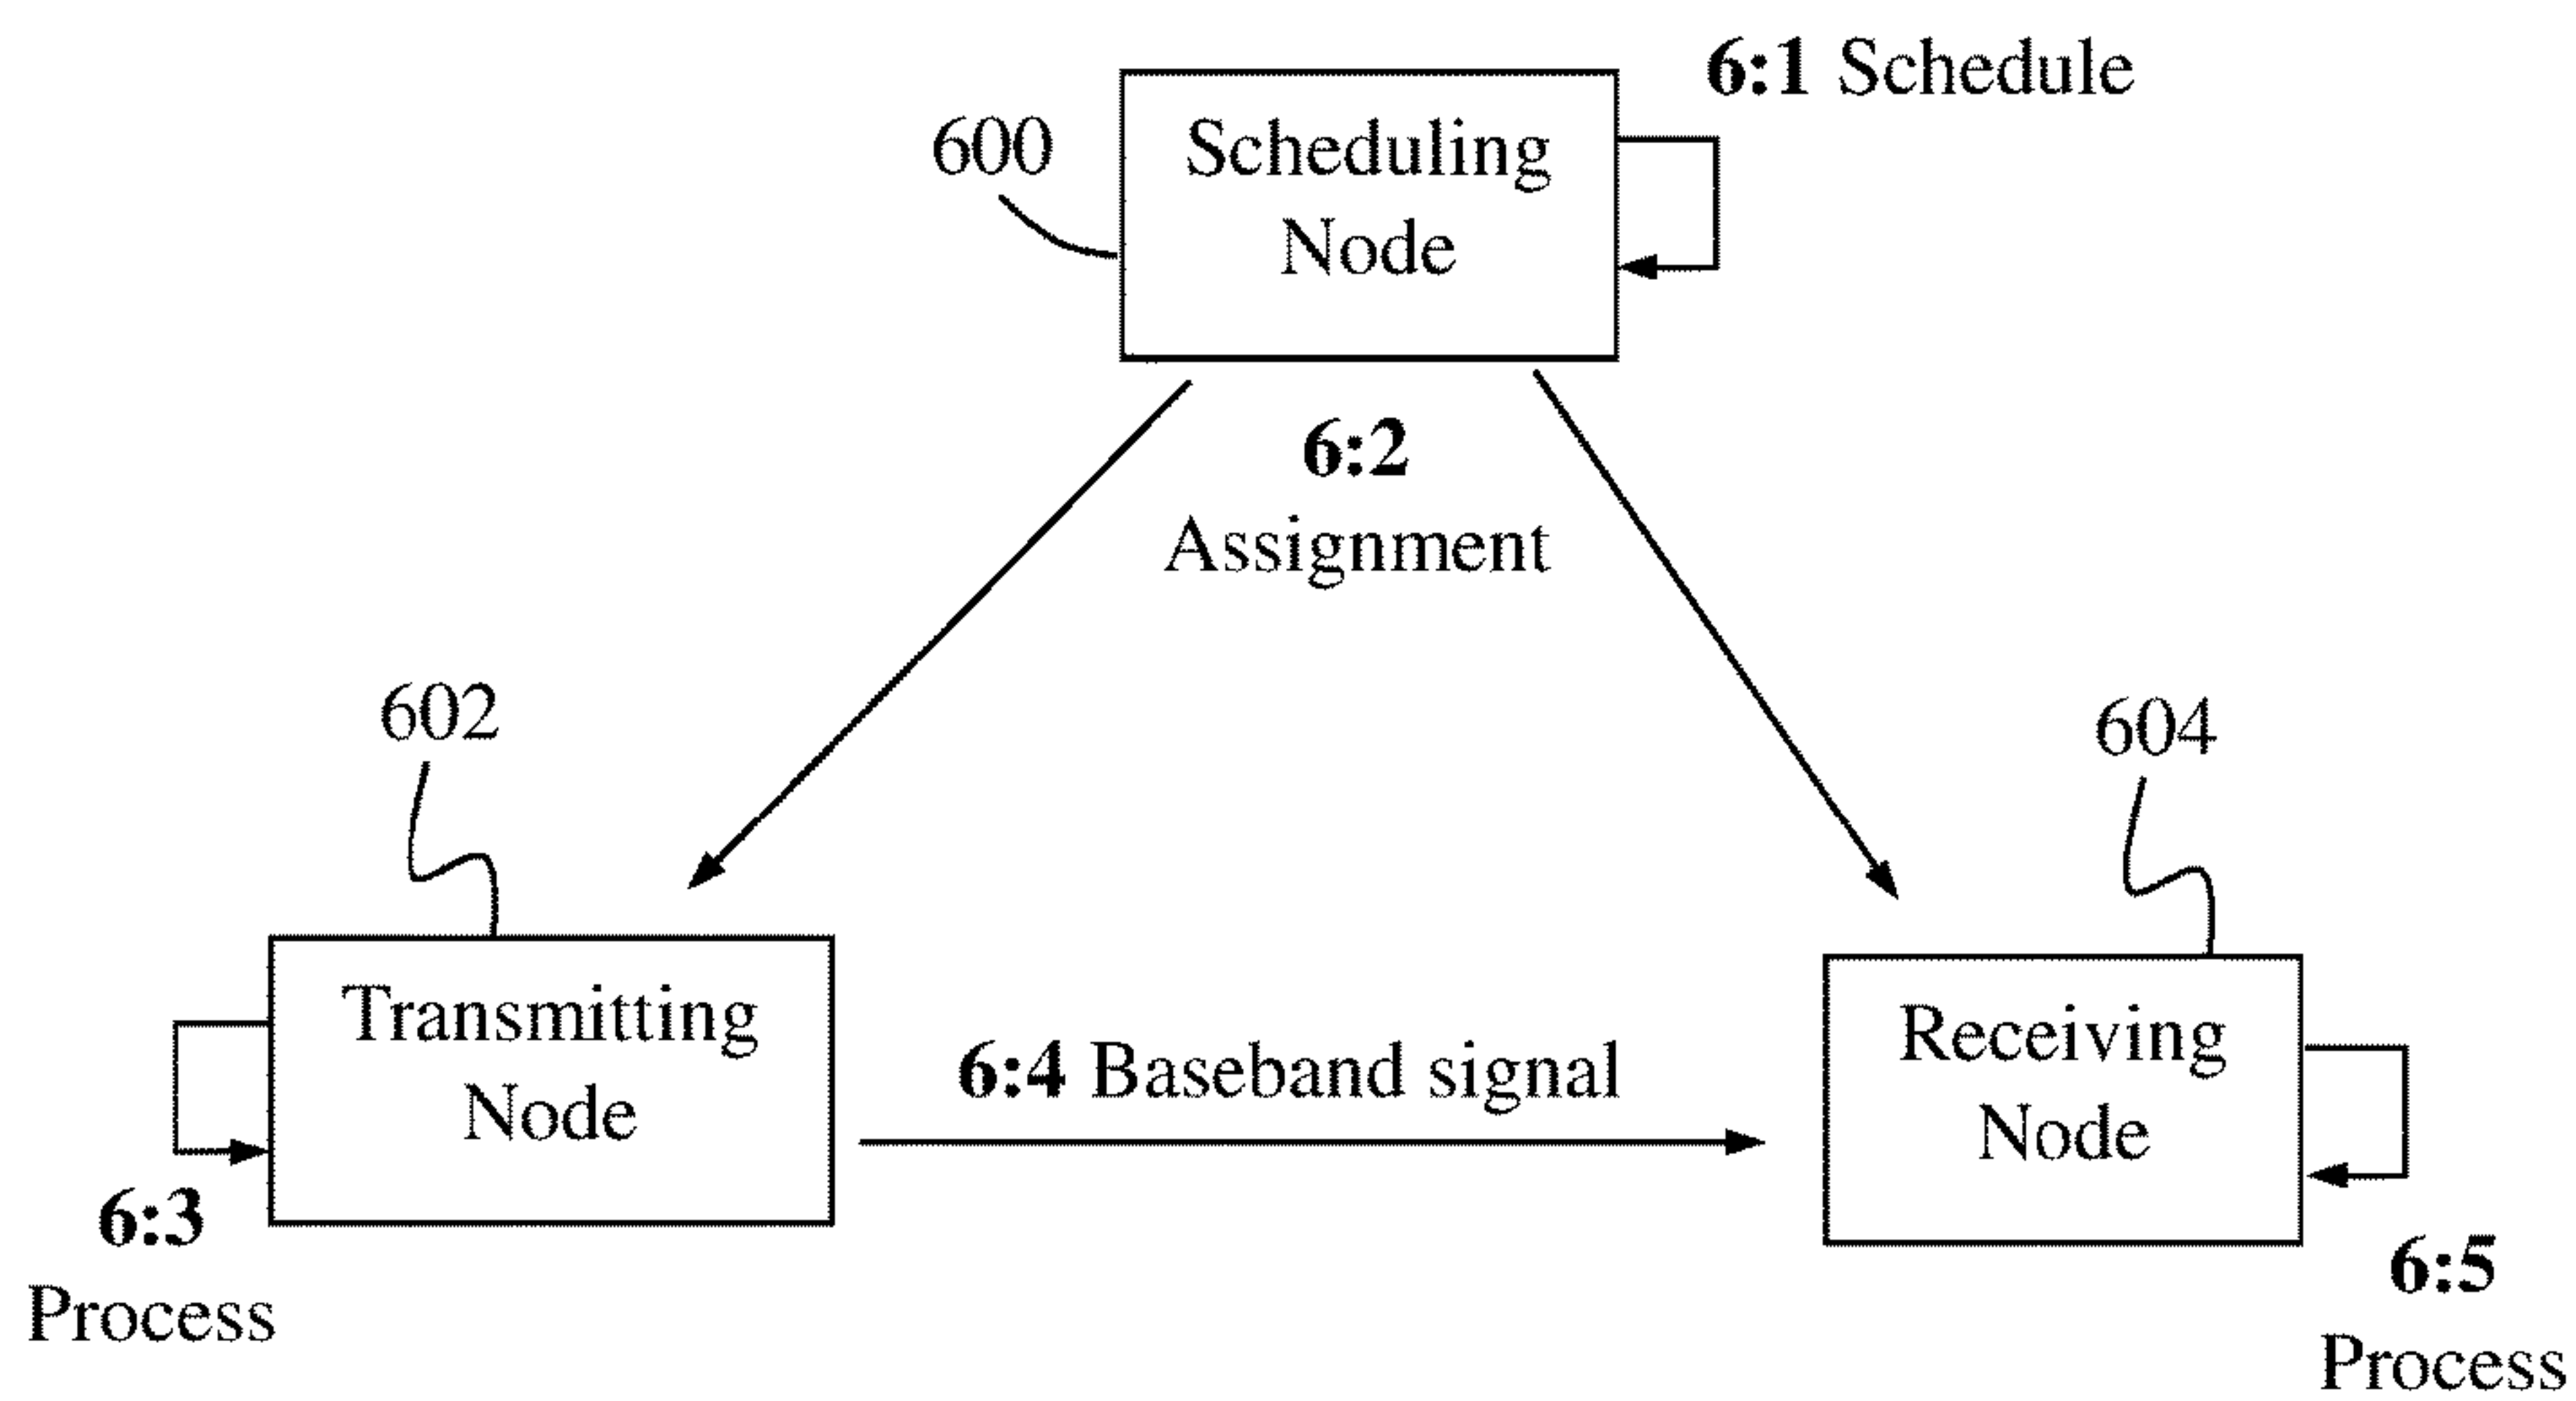 6:1 Schedule
600
Scheduling
Node
6:2
Assignment
602
604
Transmitting
Node
6:4 Baseband signal
Receiving
Node
6:3
Process
6:5
Process